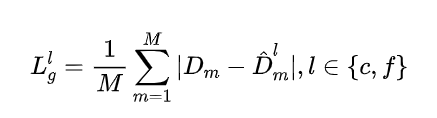 $L_g^l = \frac{1}{M} \sum_{m=1}^{M} |D_m - \hat{D}_m^l|, l \in \{c, f\}$